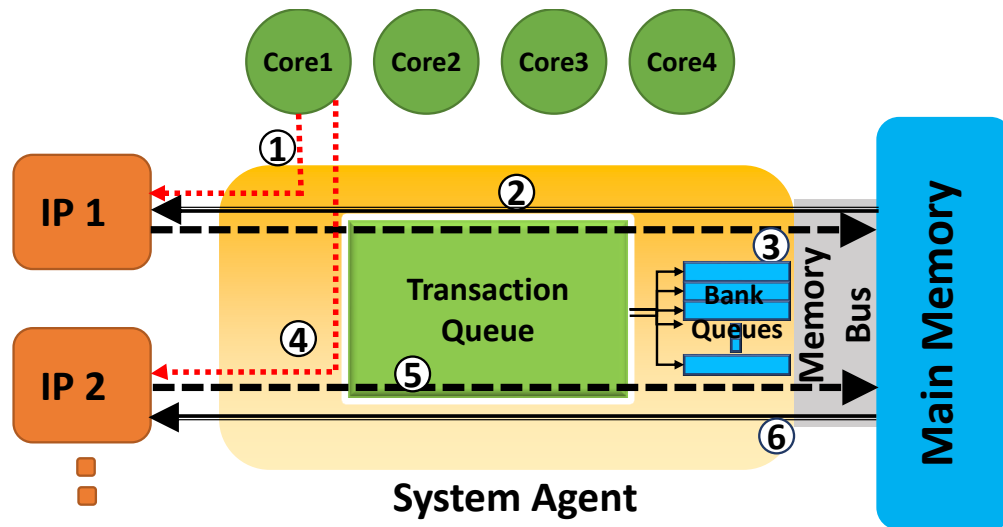 Core1
Core2
Core3
Core4
1
IP 1
2
3
Transaction
Queue
Bank
Queues
Memory
Bus
Main Memory
4
IP 2
5
6
System Agent